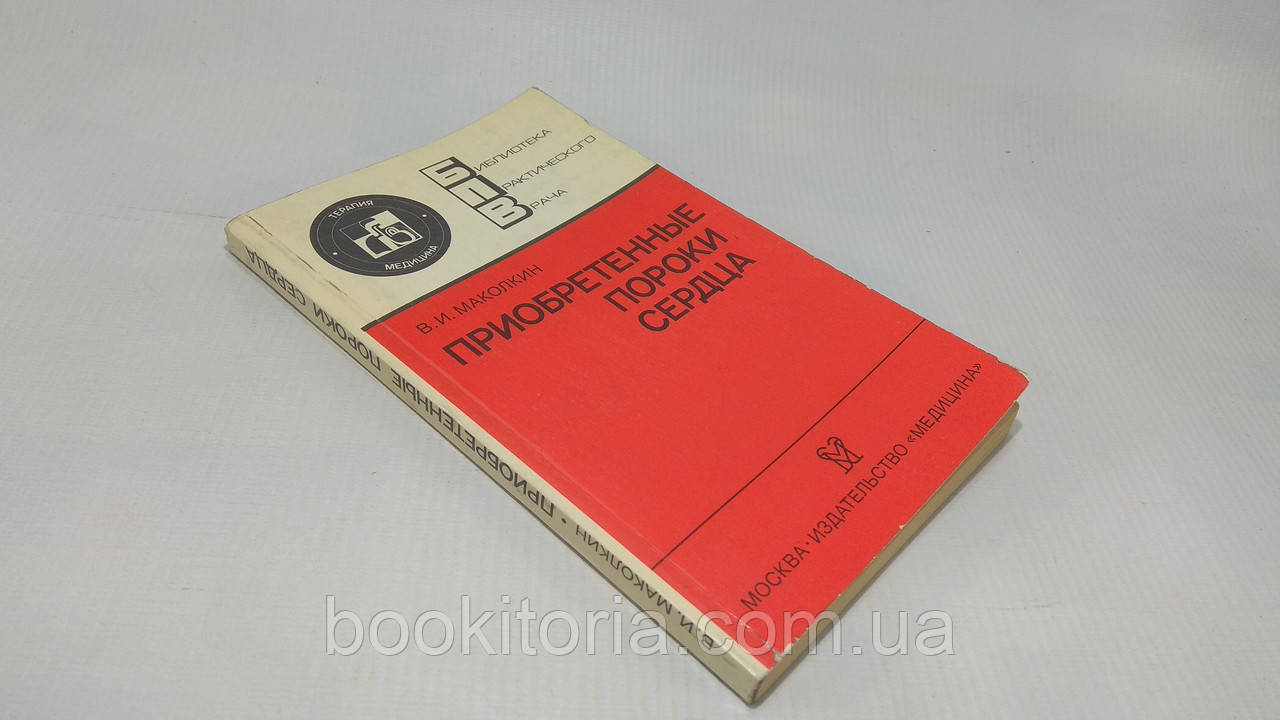 БИБЛИОТЕКА
ПРАКТИЧЕСКОГО
ВРАЧА
ТЕРАПИЯ
МЕДИЦИНА
В. И. МАКОЛКИН
ПРИОБРЕТЕННЫЕ
ПОРОКИ
СЕРДЦА
МОСКВА · ИЗДАТЕЛЬСТВО «МЕДИЦИНА»
В. И. МАКОЛКИН · ПРИОБРЕТЕННЫЕ ПОРОКИ СЕРДЦА
bookitoria.com.ua